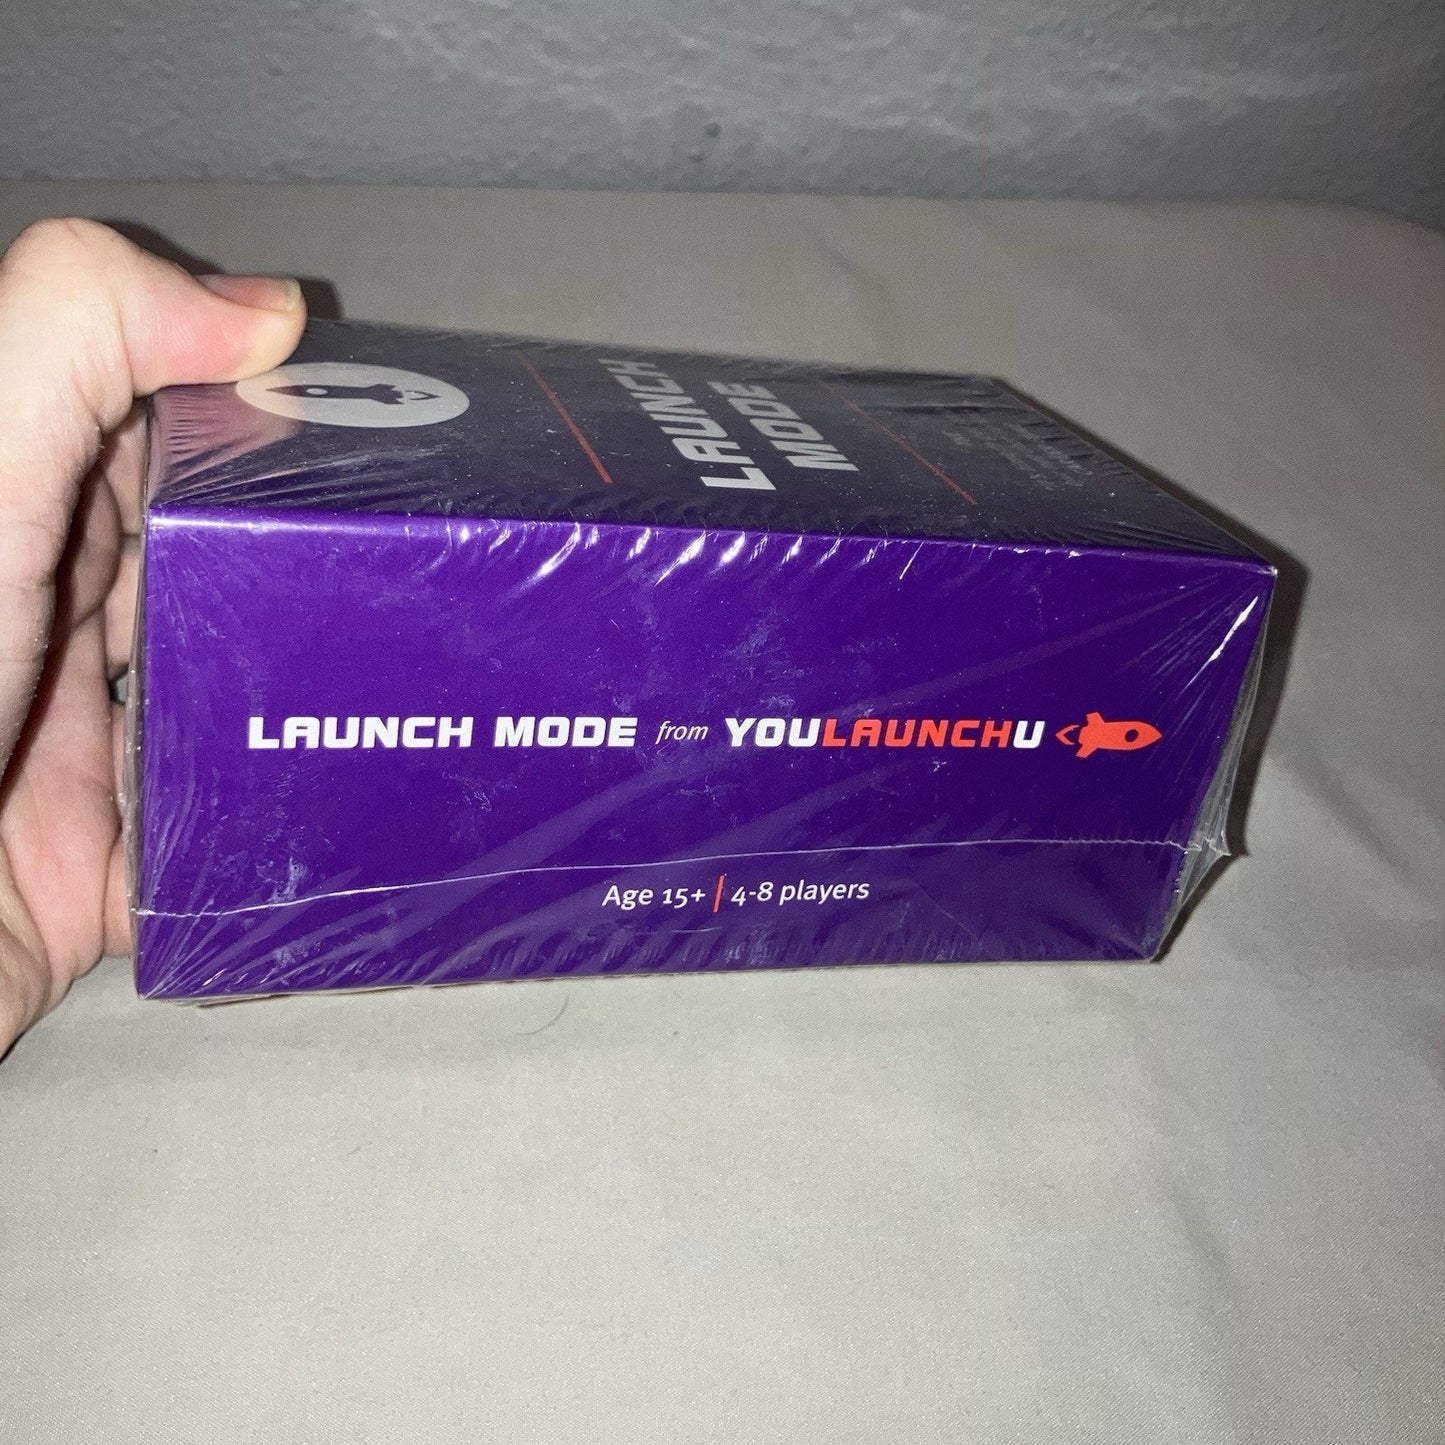 LAUNCH
MODE
LAUNCH MODE from YOULAUNCHU
Age 15+ | 4-8 players